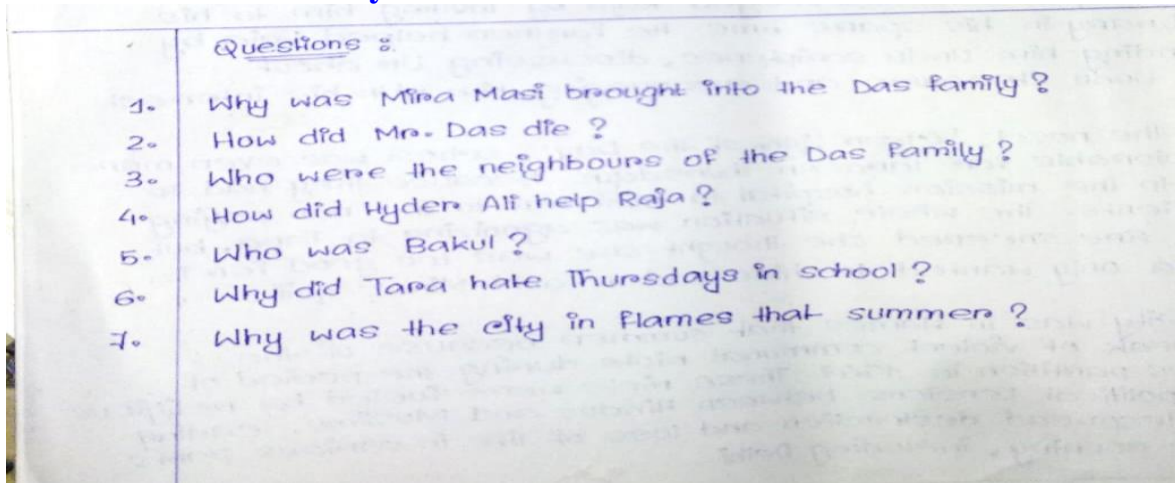 Questions :
1. Why was Mira Masi brought into the Das family ?
2. How did Mr. Das die ?
3. Who were the neighbours of the Das family ?
4. How did Hyder Ali help Raja ?
5. Who was Bakul ?
6. Why did Tara hate Thursdays in school ?
7. Why was the city in flames that summer ?